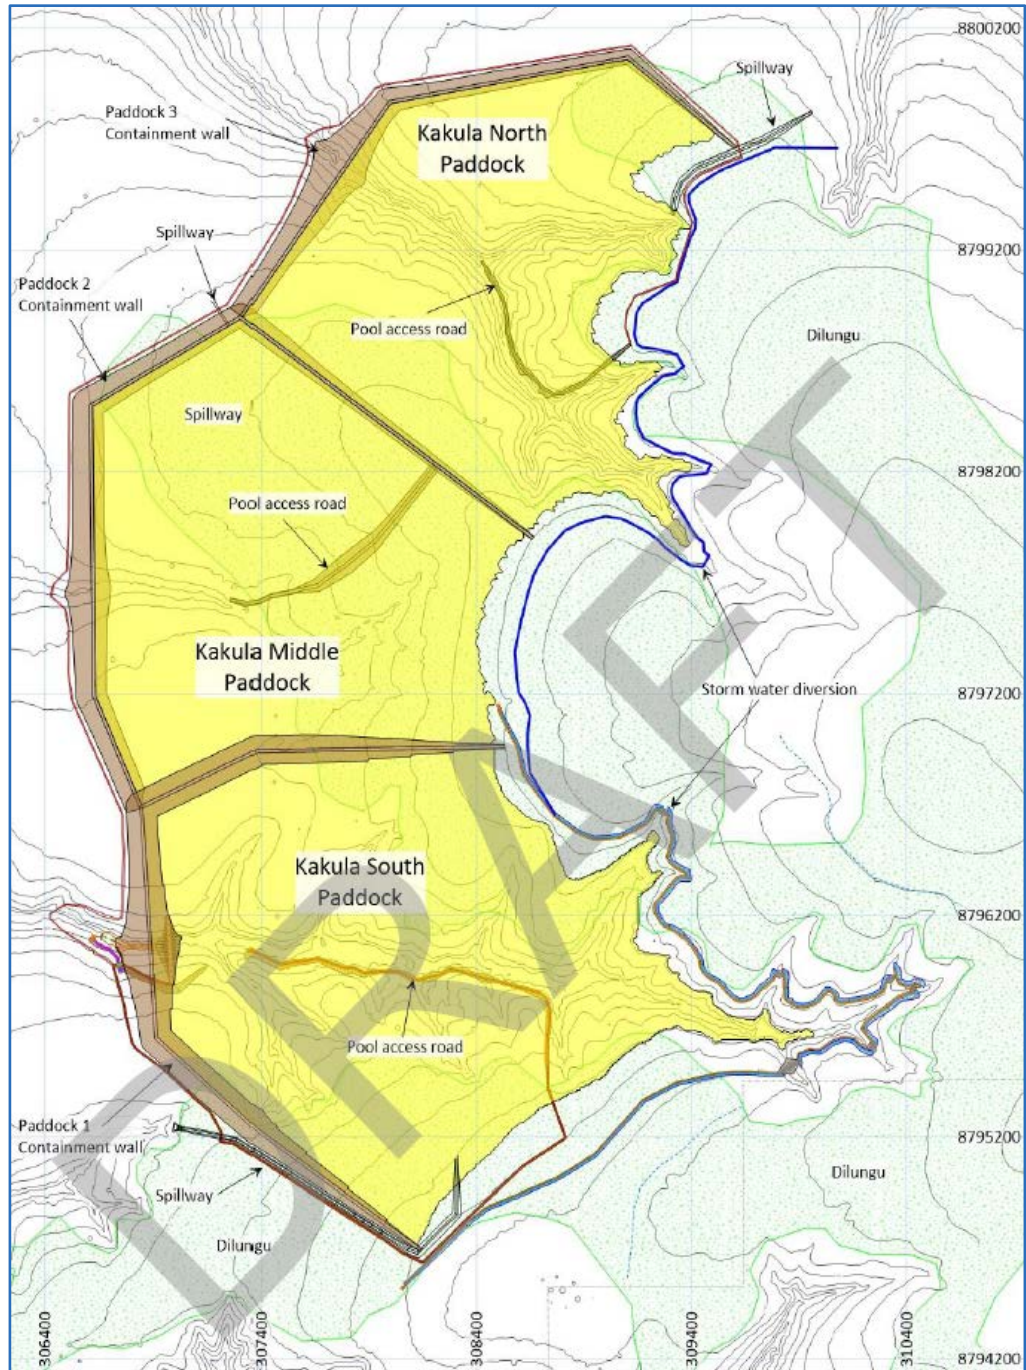 8800200
Spillway
Paddock 3
Containment wall
Kakula North
Paddock
Spillway
8799200
Paddock 2
Containment wall
Pool access road
Dilungu
Spillway
8798200
Pool access road
Kakula Middle
Paddock
Storm water diversion
8797200
Kakula South
Paddock
8796200
Pool access road
Paddock 1
Containment wall
8795200
Spillway
Dilungu
Dilungu
306400
307400
308400
309400
310400
8794200
DRAFT